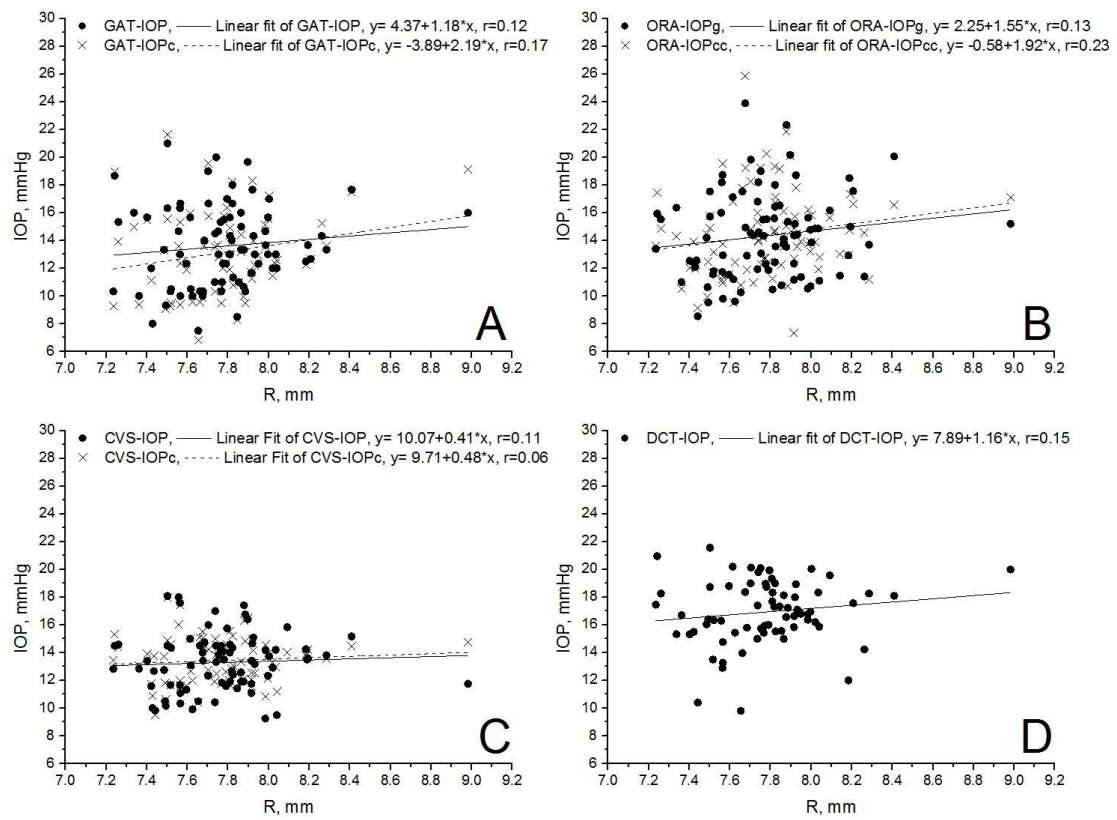 GAT-IOP, Linear fit of GAT-IOP, y= 4.37+1.18*x, r=0.12
GAT-IOPc, Linear fit of GAT-IOPc, y= -3.89+2.19*x, r=0.17
30
28
26
24
22
20
18
16
14
12
10
8
6
IOP, mmHg
A
7.0 7.2 7.4 7.6 7.8 8.0 8.2 8.4 8.6 8.8 9.0 9.2
R, mm
ORA-IOPg, Linear fit of ORA-IOPg, y= 2.25+1.55*x, r=0.13
ORA-IOPcc, Linear fit of ORA-IOPcc, y= -0.58+1.92*x, r=0.23
30
28
26
24
22
20
18
16
14
12
10
8
6
IOP, mmHg
B
7.0 7.2 7.4 7.6 7.8 8.0 8.2 8.4 8.6 8.8 9.0 9.2
R, mm
CVS-IOP, Linear Fit of CVS-IOP, y= 10.07+0.41*x, r=0.11
CVS-IOPc, Linear Fit of CVS-IOPc, y= 9.71+0.48*x, r=0.06
30
28
26
24
22
20
18
16
14
12
10
8
6
IOP, mmHg
C
7.0 7.2 7.4 7.6 7.8 8.0 8.2 8.4 8.6 8.8 9.0 9.2
R, mm
DCT-IOP, Linear fit of DCT-IOP, y= 7.89+1.16*x, r=0.15
30
28
26
24
22
20
18
16
14
12
10
8
6
IOP, mmHg
D
7.0 7.2 7.4 7.6 7.8 8.0 8.2 8.4 8.6 8.8 9.0 9.2
R, mm